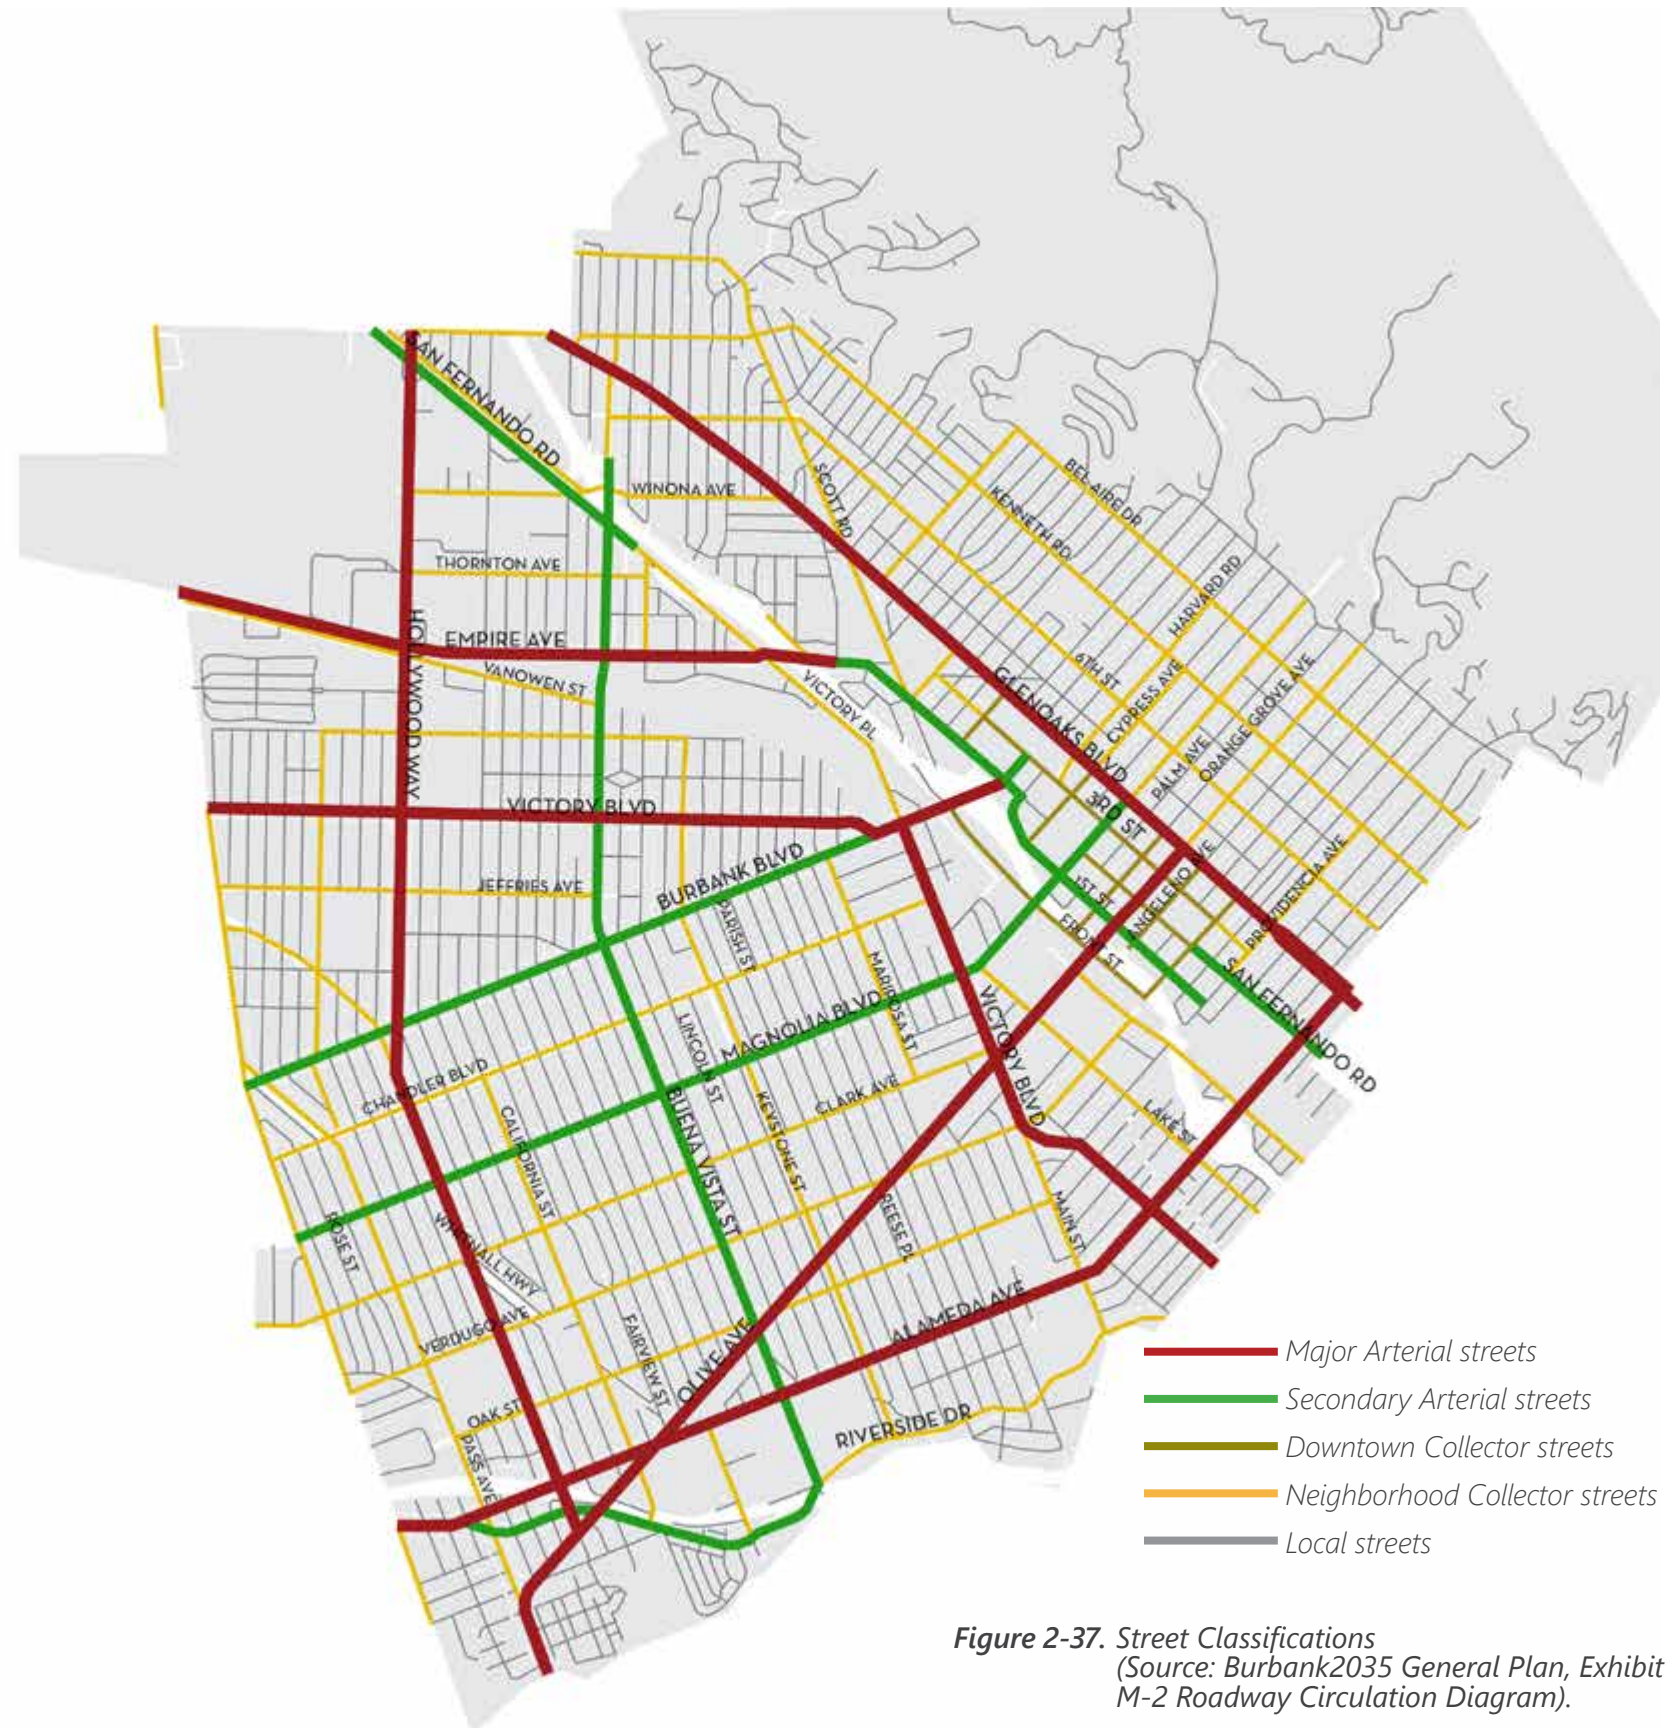 SAN FERNANDO RD
WINONA AVE
SCOTT RD
BEL AIRE DR
KENNETH RD
THORNTON AVE
HARVARD RD
HOLLYWOOD WAY
EMPIRE AVE
VANOWEN ST
VICTORY PL
6TH ST
CYPRESS AVE
GLENOAKS BLVD
ORANGE GROVE AVE
PALM AVE
VICTORY BLVD
3RD ST
JEFFRIES AVE
BURBANK BLVD
1ST ST
ANGELENO AVE
PROVIDENCIA AVE
PARISH ST
FRONT ST
MARIPOSA ST
SAN FERNANDO RD
MAGNOLIA BLVD
LINCOLN ST
VICTORY BLVD
CHANDLER BLVD
CLARK AVE
KEYSTONE ST
BUENA VISTA ST
CALIFORNIA ST
LAKE ST
ROSE ST
WHITNALL HWY
REESE PL
MAIN ST
VERDUGO AVE
FAIRVIEW ST
OLIVE AVE
ALAMEDA AVE
OAK ST
PASS AVE
RIVERSIDE DR
Major Arterial streets
Secondary Arterial streets
Downtown Collector streets
Neighborhood Collector streets
Local streets
Figure 2-37. Street Classifications
(Source: Burbank2035 General Plan, Exhibit
M-2 Roadway Circulation Diagram).